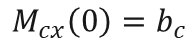 M_{cx}(0) = b_c